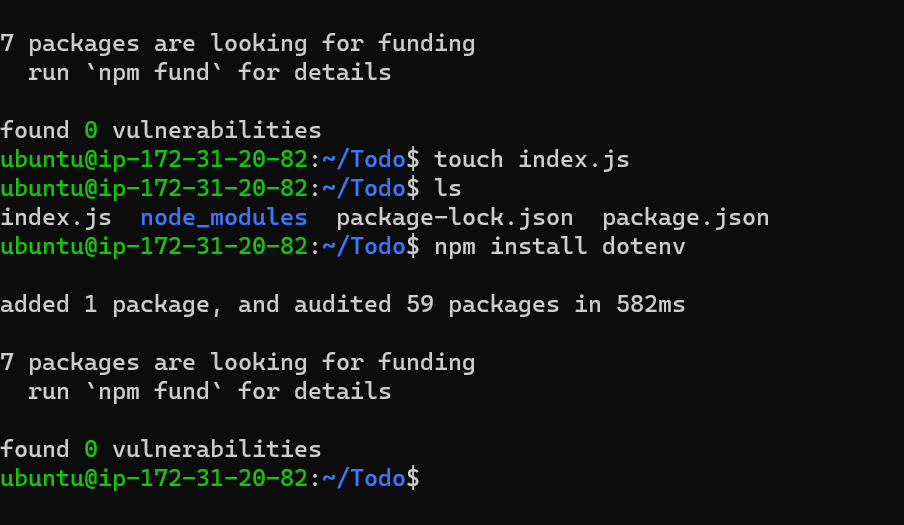 7 packages are looking for funding
  run `npm fund` for details
found 0 vulnerabilities
ubuntu@ip-172-31-20-82:~/Todo$ touch index.js
ubuntu@ip-172-31-20-82:~/Todo$ ls
index.js  node_modules  package-lock.json  package.json
ubuntu@ip-172-31-20-82:~/Todo$ npm install dotenv
added 1 package, and audited 59 packages in 582ms
7 packages are looking for funding
  run `npm fund` for details
found 0 vulnerabilities
ubuntu@ip-172-31-20-82:~/Todo$